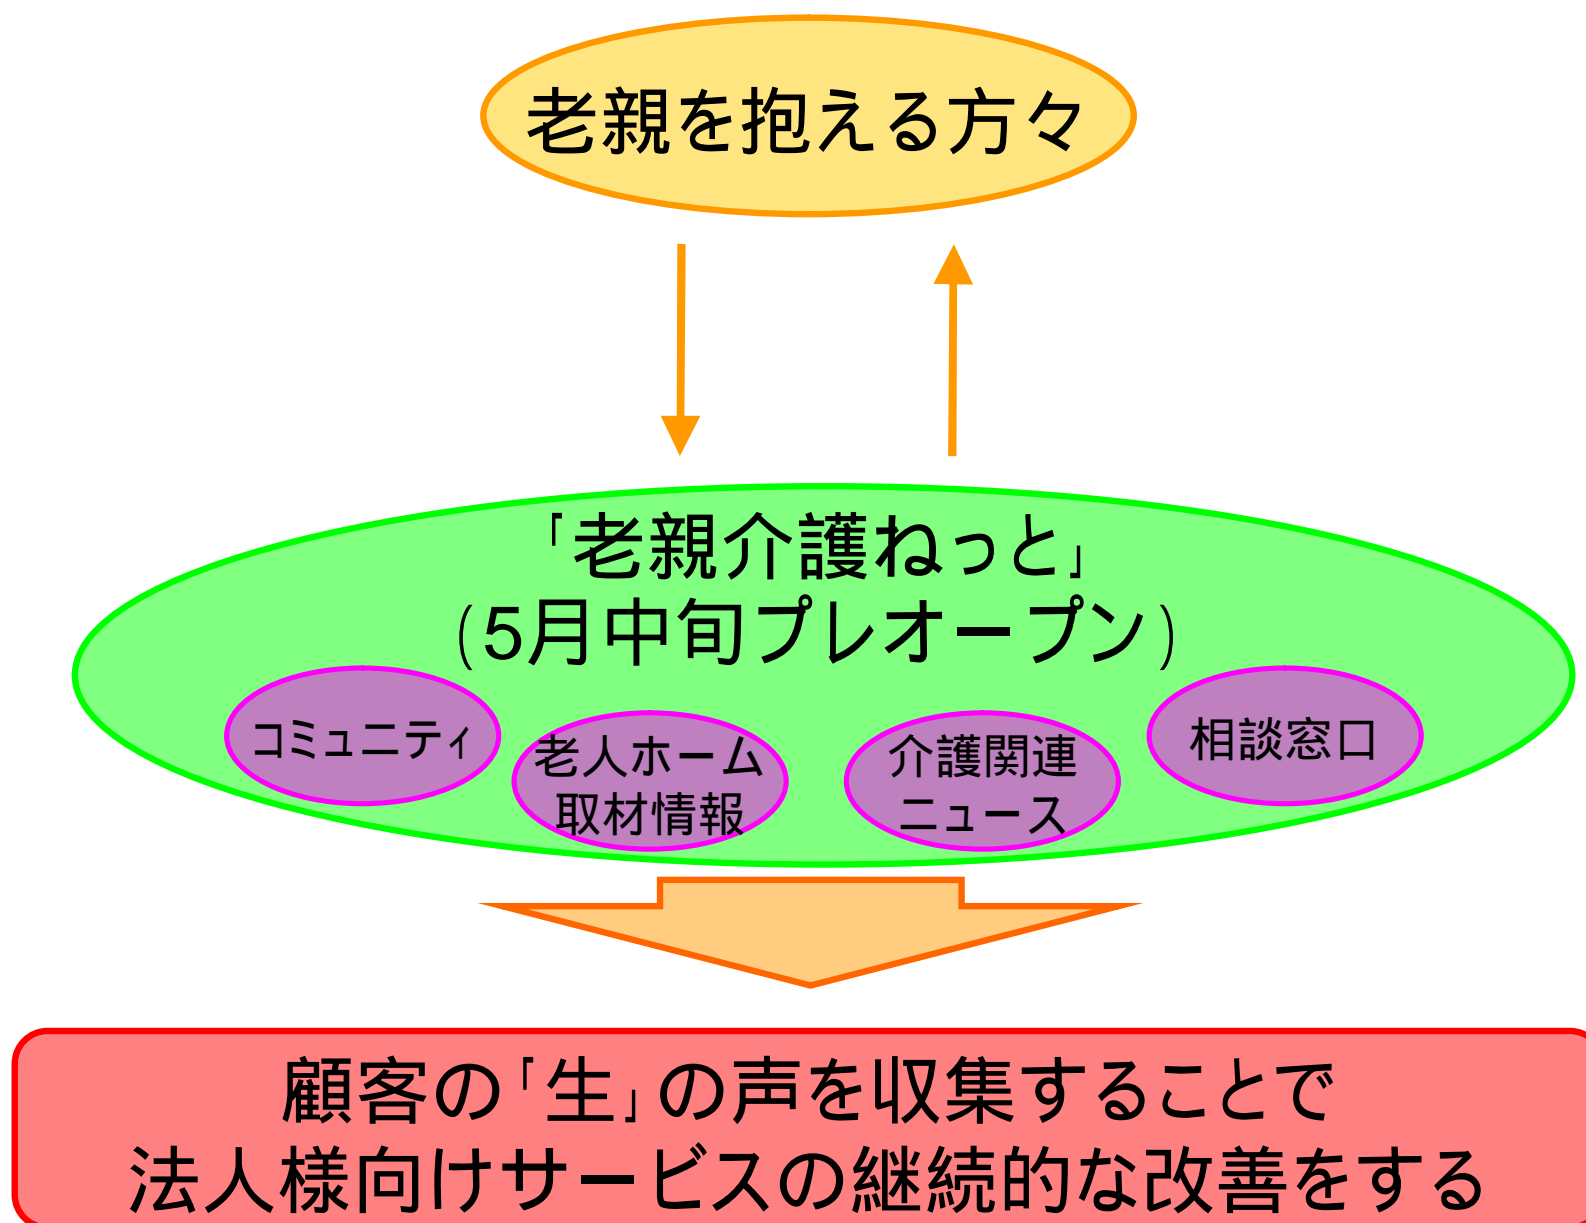 老親を抱える方々
「老親介護ねっと」
(5月中旬プレオープン)
コミュニティ
老人ホーム
取材情報
介護関連
ニュース
相談窓口
顧客の「生」の声を収集することで
法人様向けサービスの継続的な改善をする